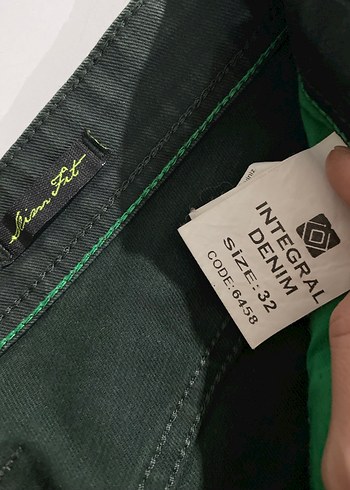 Slim Fit
INTEGRAL
DENIM
SiZE: 32
CODE: 6458